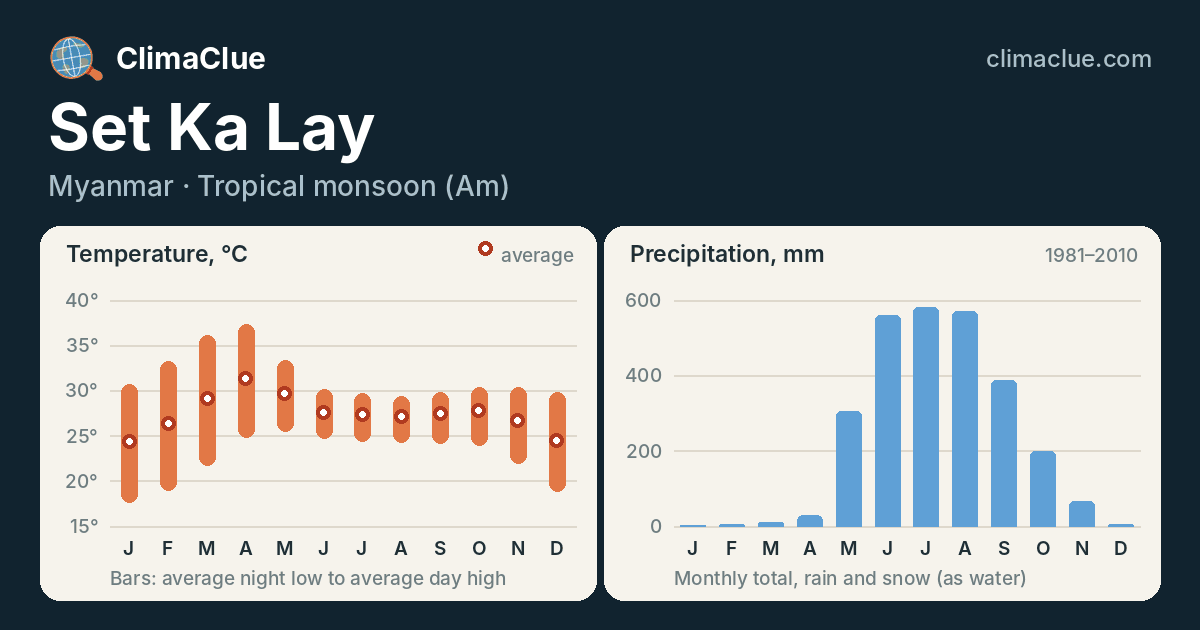 ClimaClue
climaclue.com
Set Ka Lay
Myanmar · Tropical monsoon (Am)
Temperature, °C
average
40°
35°
30°
25°
20°
15°
J F M A M J J A S O N D
Bars: average night low to average day high
Precipitation, mm
1981–2010
600
400
200
0
J F M A M J J A S O N D
Monthly total, rain and snow (as water)